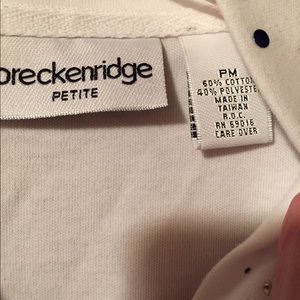 breckenridge
PETITE
PM
60% COTTON
40% POLYESTER
MADE IN
TAIWAN
R.O.C.
RN 69016
CARE OVER